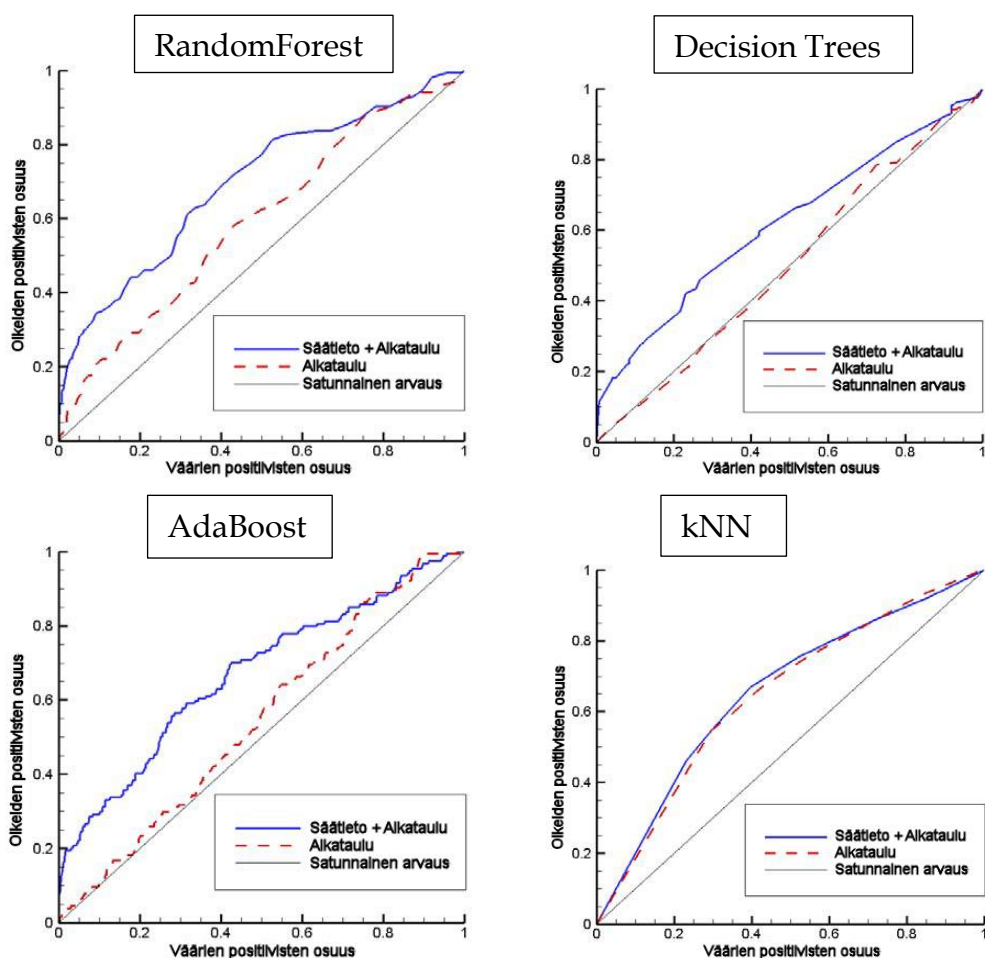 RandomForest
1
0.8
0.6
0.4
0.2
0
Oikeiden positiivisten osuus
Säätieto + Aikataulu
Aikataulu
Satunnainen arvaus
0 0.2 0.4 0.6 0.8 1
Väärien positiivisten osuus
Decision Trees
1
0.8
0.6
0.4
0.2
0
Oikeiden positiivisten osuus
Säätieto + Aikataulu
Aikataulu
Satunnainen arvaus
0 0.2 0.4 0.6 0.8 1
Väärien positiivisten osuus
AdaBoost
1
0.8
0.6
0.4
0.2
0
Oikeiden positiivisten osuus
Säätieto + Aikataulu
Aikataulu
Satunnainen arvaus
0 0.2 0.4 0.6 0.8 1
Väärien positiivisten osuus
kNN
1
0.8
0.6
0.4
0.2
0
Oikeiden positiivisten osuus
Säätieto + Aikataulu
Aikataulu
Satunnainen arvaus
0 0.2 0.4 0.6 0.8 1
Väärien positiivisten osuus